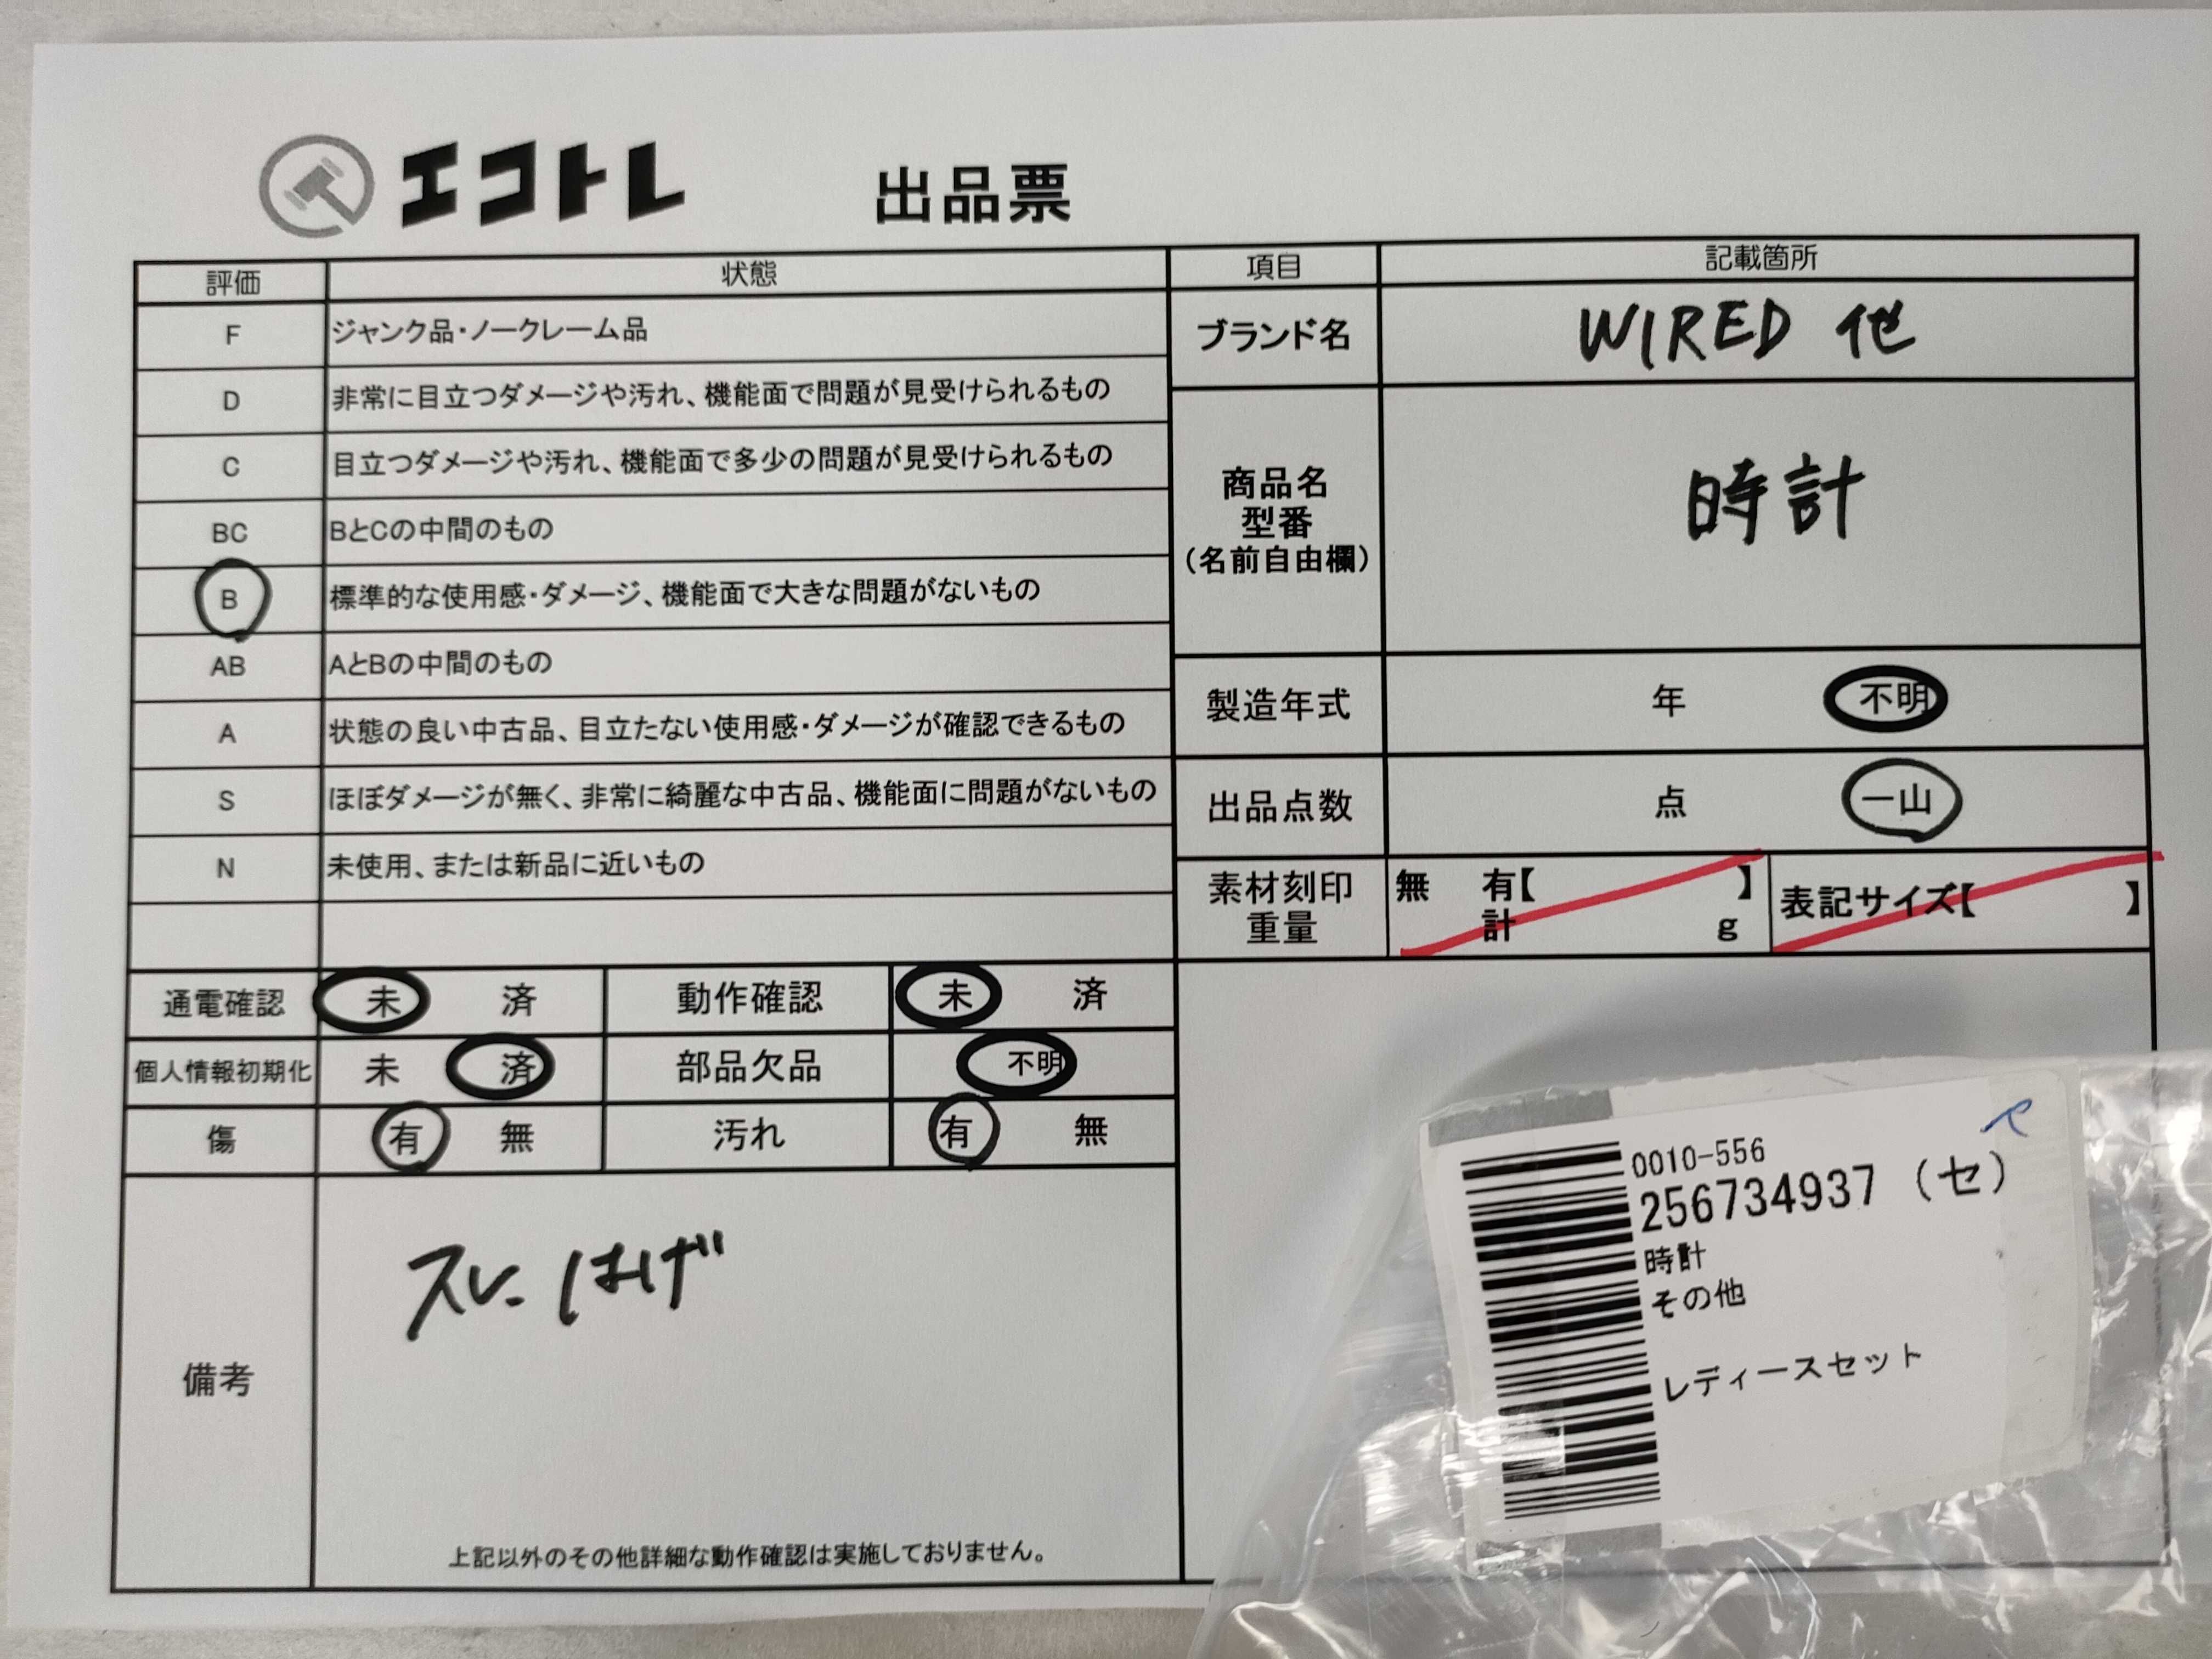 エコトレ 出品票
評価 状態
F ジャンク品・ノークレーム品
D 非常に目立つダメージや汚れ、機能面で問題が見受けられるもの
C 目立つダメージや汚れ、機能面で多少の問題が見受けられるもの
BC BとCの中間のもの
B 標準的な使用感・ダメージ、機能面で大きな問題がないもの
AB AとBの中間のもの
A 状態の良い中古品、目立たない使用感・ダメージが確認できるもの
S ほぼダメージが無く、非常に綺麗な中古品、機能面に問題がないもの
N 未使用、または新品に近いもの
項目 記載箇所
ブランド名 WIRED 他
商品名
型番
(名前自由欄)
時計
製造年式 年 不明
出品点数 点 一山
素材刻印
重量
無 有【 】
計 g
表記サイズ【 】
通電確認 未 済 動作確認 未 済
個人情報初期化 未 済 部品欠品 不明
傷 有 無 汚れ 有 無
備考
スレ・はげ
上記以外のその他詳細な動作確認は実施しておりません。
0010-556
256734937 (セ)
時計
その他
レディースセット